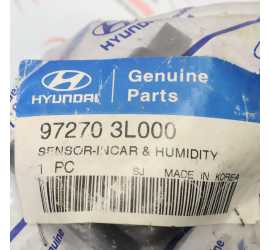 HYUNDAI
Genuine
Parts
97270 3L000
SENSOR-INCAR & HUMIDITY
1 PC SJ MADE IN KOREA